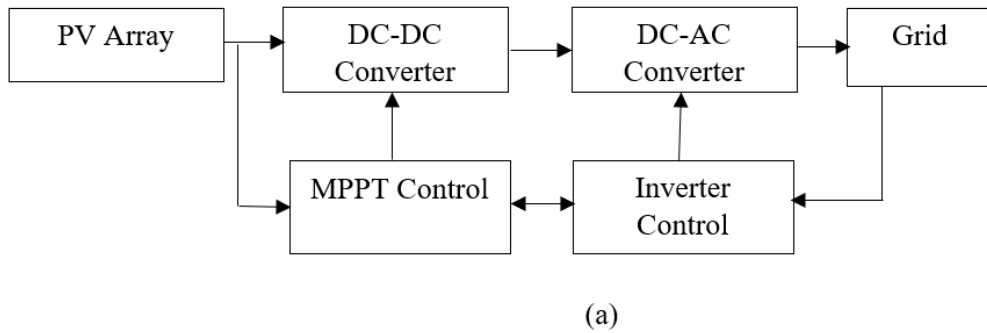 PV Array
DC-DC
Converter
DC-AC
Converter
Grid
MPPT Control
Inverter
Control
(a)